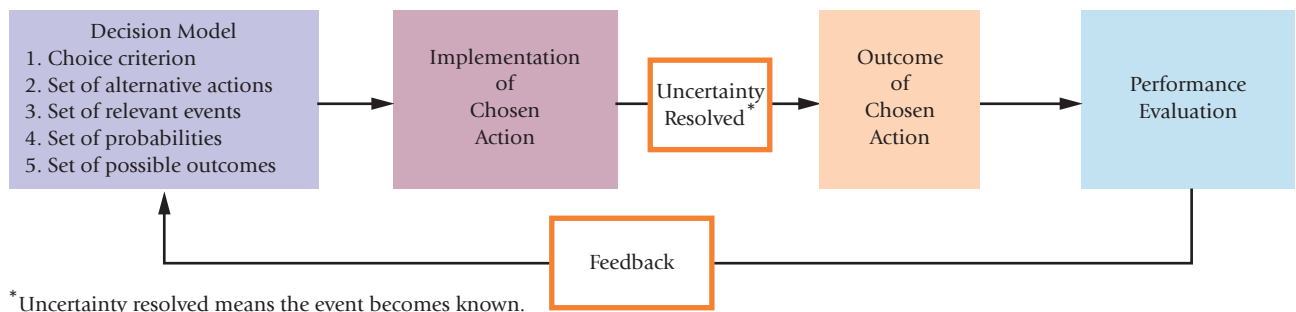 Decision Model
1. Choice criterion
2. Set of alternative actions
3. Set of relevant events
4. Set of probabilities
5. Set of possible outcomes
Implementation
of
Chosen
Action
Uncertainty
Resolved*
Outcome
of
Chosen
Action
Performance
Evaluation
Feedback
*Uncertainty resolved means the event becomes known.